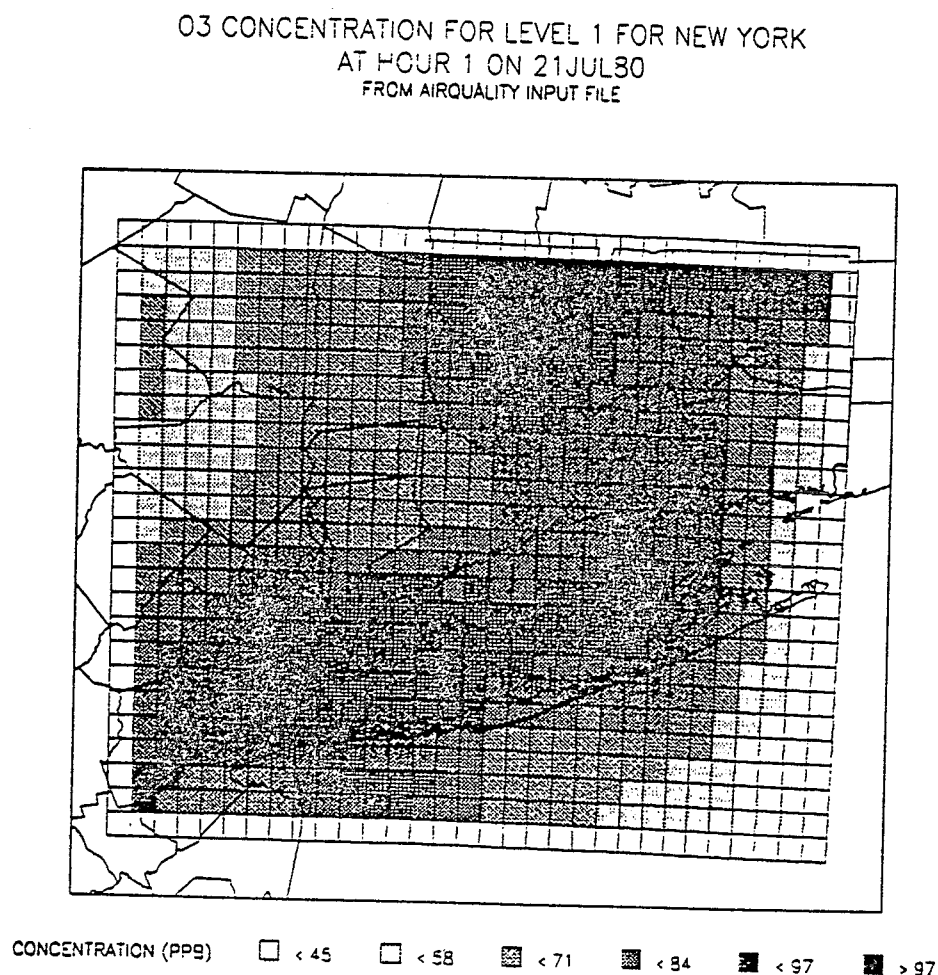 O3 CONCENTRATION FOR LEVEL 1 FOR NEW YORK
AT HOUR 1 ON 21JUL80
FROM AIRQUALITY INPUT FILE
CONCENTRATION (PPB) < 45 < 58 < 71 < 84 < 97 > 97